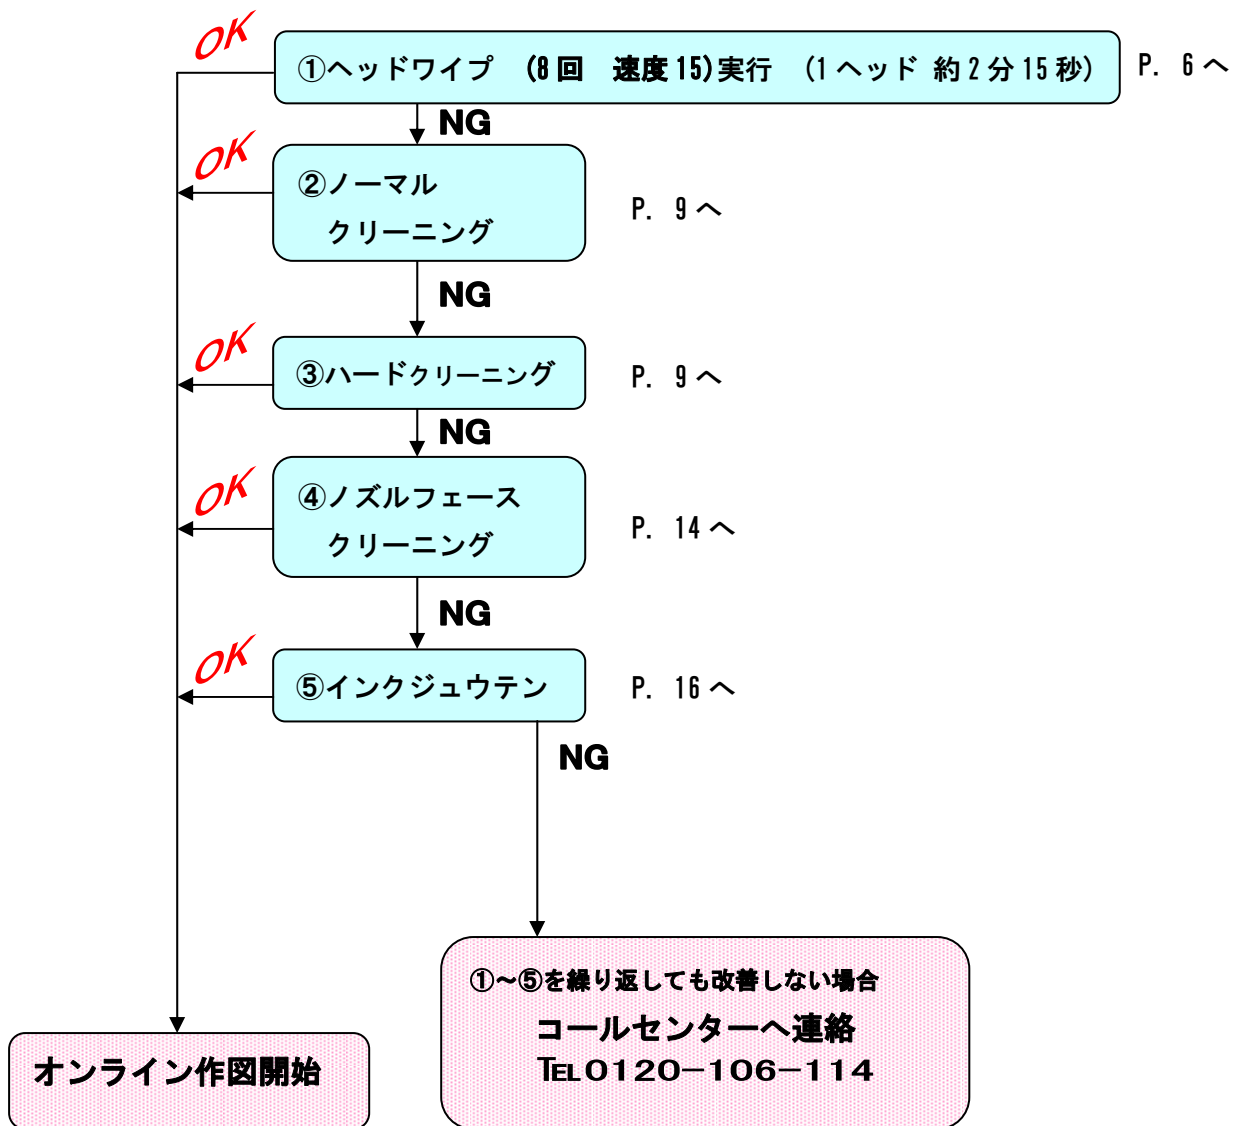 OK
①ヘッドワイプ (8回 速度15)実行 (1ヘッド 約2分15秒)
P. 6へ
NG
OK
②ノーマル
クリーニング
P. 9へ
NG
OK
③ハードクリーニング
P. 9へ
NG
OK
④ノズルフェース
クリーニング
P. 14へ
NG
OK
⑤インクジュウテン
P. 16へ
NG
①～⑤を繰り返しても改善しない場合
コールセンターへ連絡
℡0120−106−114
オンライン作図開始